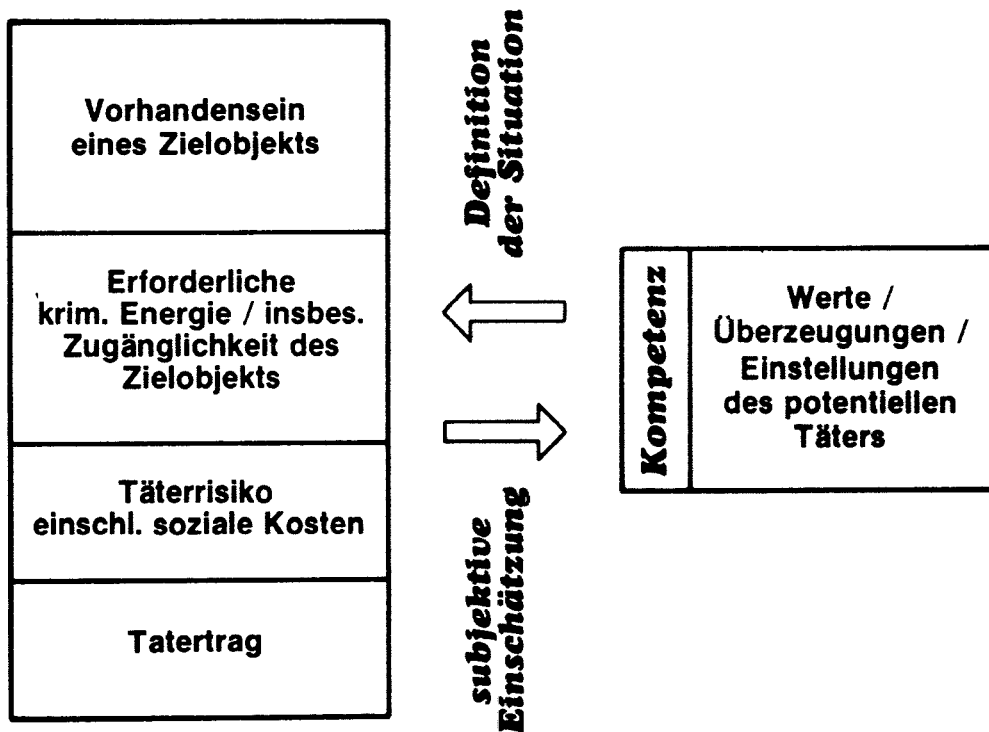 Vorhandensein
eines Zielobjekts
Erforderliche
krim. Energie / insbes.
Zugänglichkeit des
Zielobjekts
Täterrisiko
einschl. soziale Kosten
Tatertrag
Definition
der Situation
subjektive
Einschätzung
Kompetenz
Werte /
Überzeugungen /
Einstellungen
des potentiellen
Täters